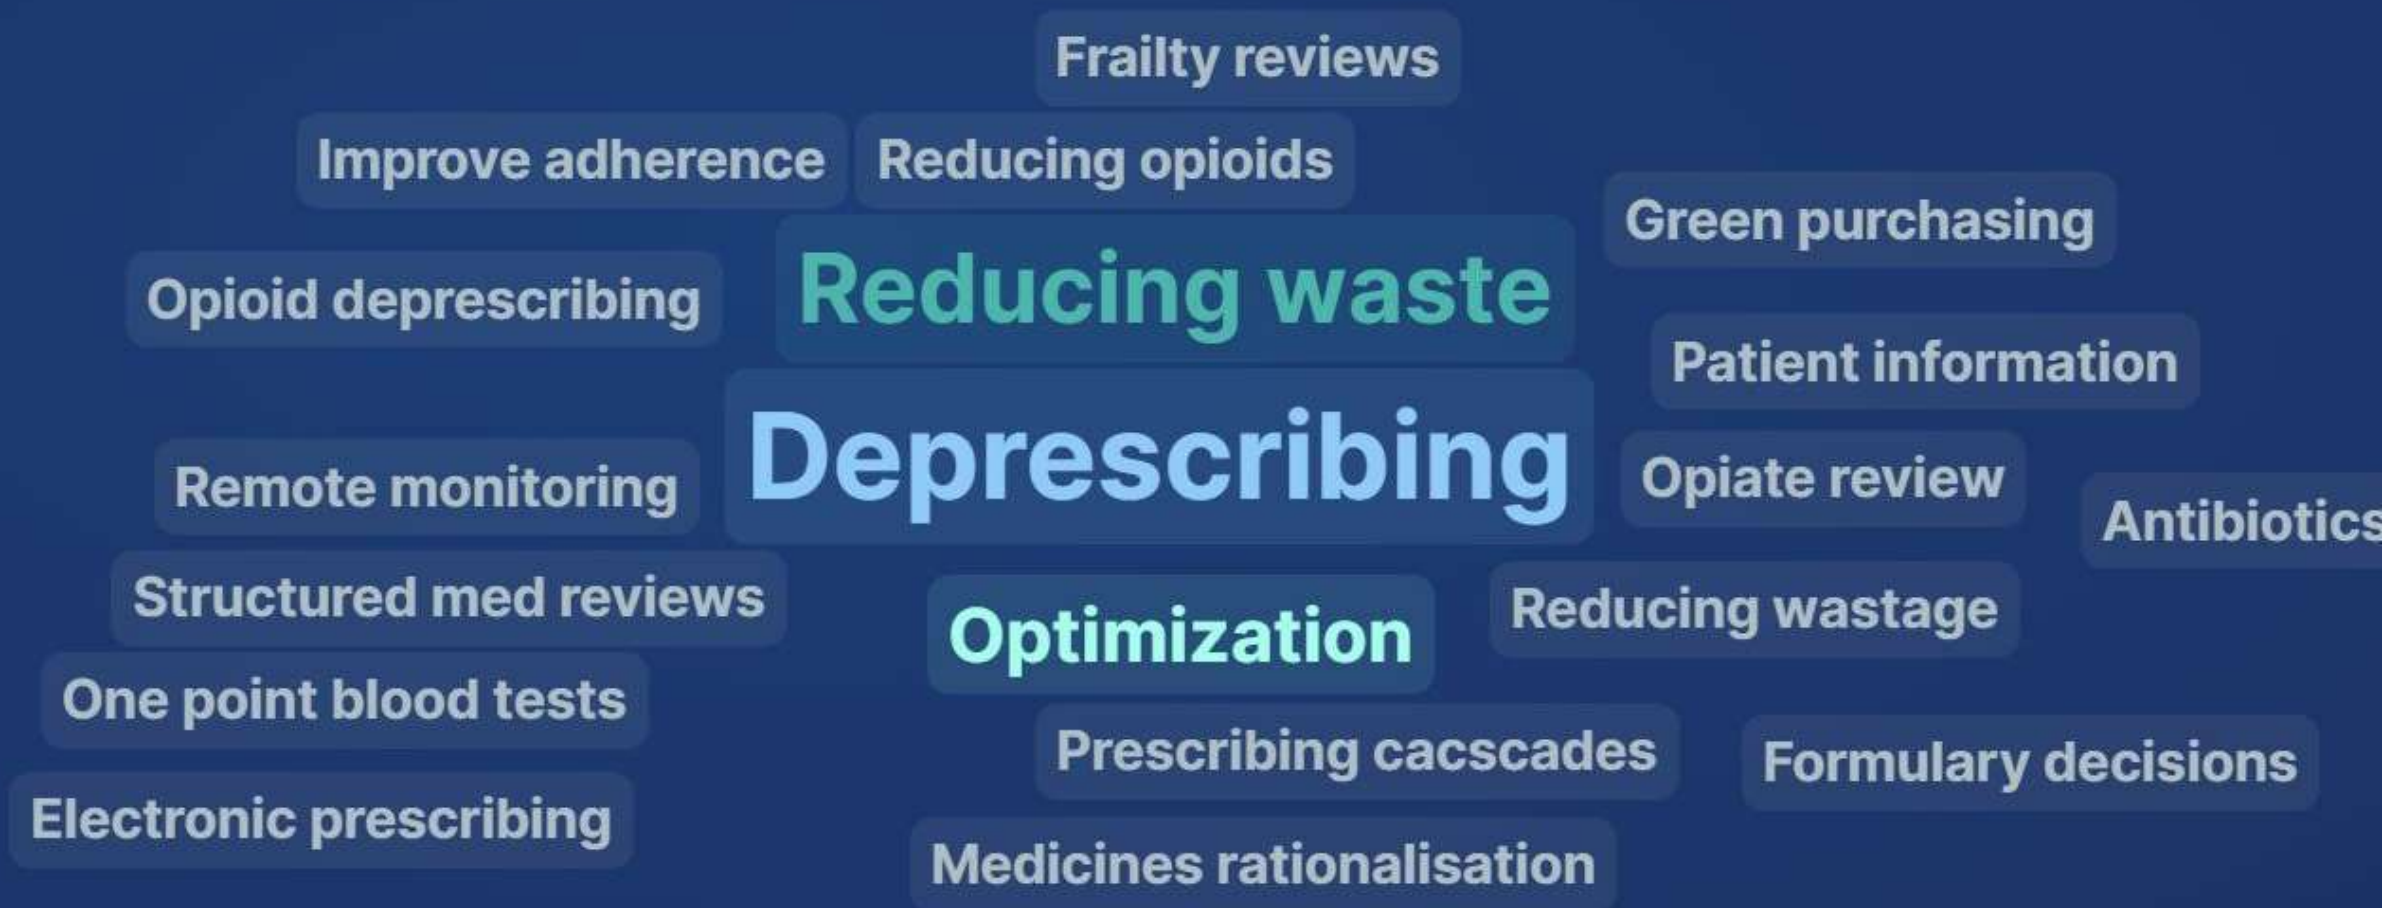 Frailty reviews
Improve adherence
Reducing opioids
Green purchasing
Opioid deprescribing
Reducing waste
Patient information
Remote monitoring
Deprescribing
Opiate review
Antibiotics
Structured med reviews
Optimization
Reducing wastage
One point blood tests
Prescribing cacscades
Formulary decisions
Electronic prescribing
Medicines rationalisation